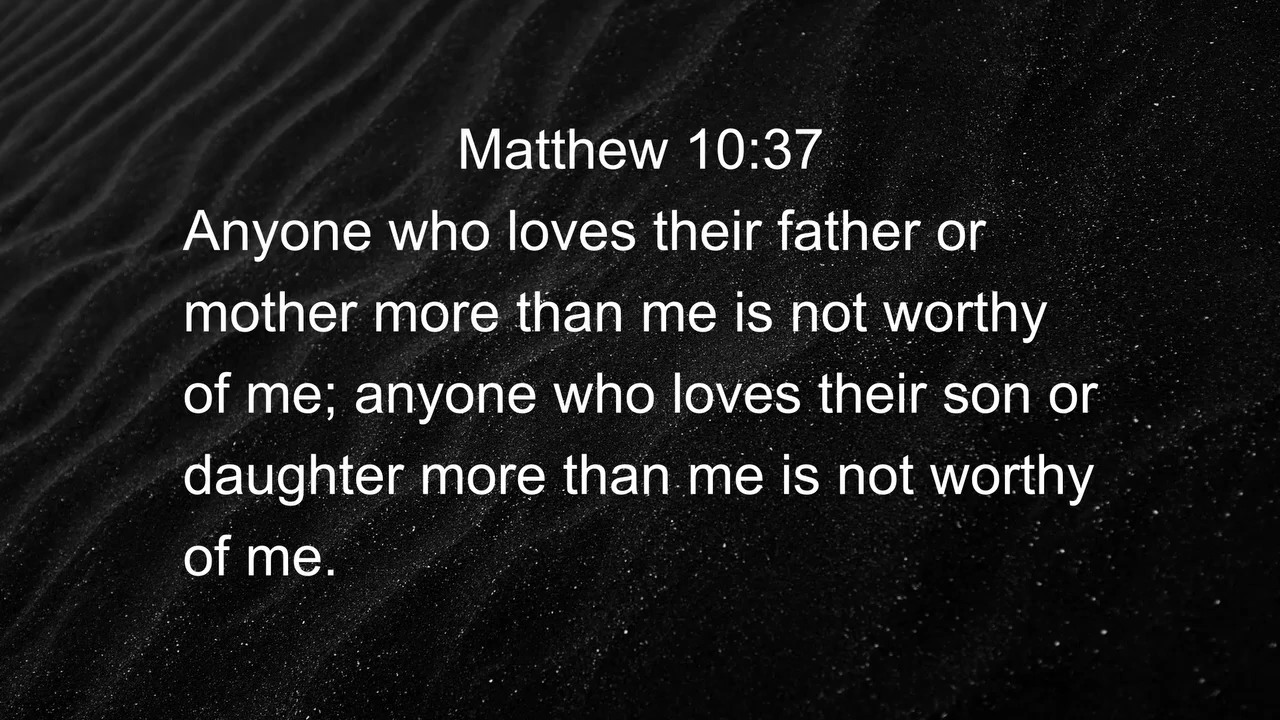 Matthew 10:37
Anyone who loves their father or
mother more than me is not worthy
of me; anyone who loves their son or
daughter more than me is not worthy
of me.